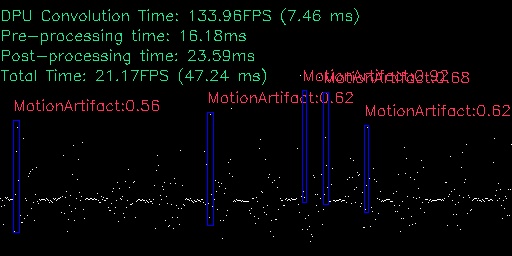 DPU Convolution Time: 133.96FPS (7.46 ms)
Pre-processing time: 16.18ms
Post-processing time: 23.59ms
Total Time: 21.17FPS (47.24 ms)
MotionArtifact:0.92
MotionArtifact:0.68
MotionArtifact:0.56
MotionArtifact:0.62
MotionArtifact:0.62